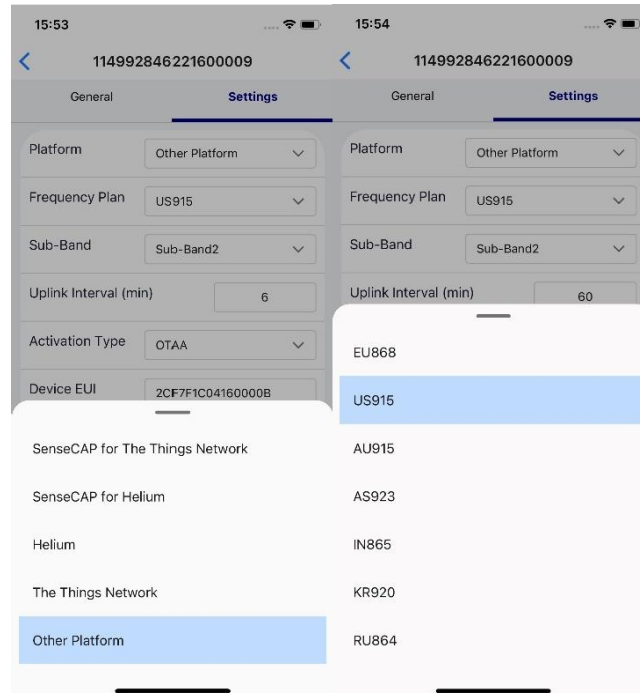 15:53
114992846221600009
General Settings
Platform Other Platform
Frequency Plan US915
Sub-Band Sub-Band2
Uplink Interval (min) 6
Activation Type OTAA
Device EUI 2CF7F1C04160000B
SenseCAP for The Things Network
SenseCAP for Helium
Helium
The Things Network
Other Platform
15:54
114992846221600009
General Settings
Platform Other Platform
Frequency Plan US915
Sub-Band Sub-Band2
Uplink Interval (min) 60
EU868
US915
AU915
AS923
IN865
KR920
RU864